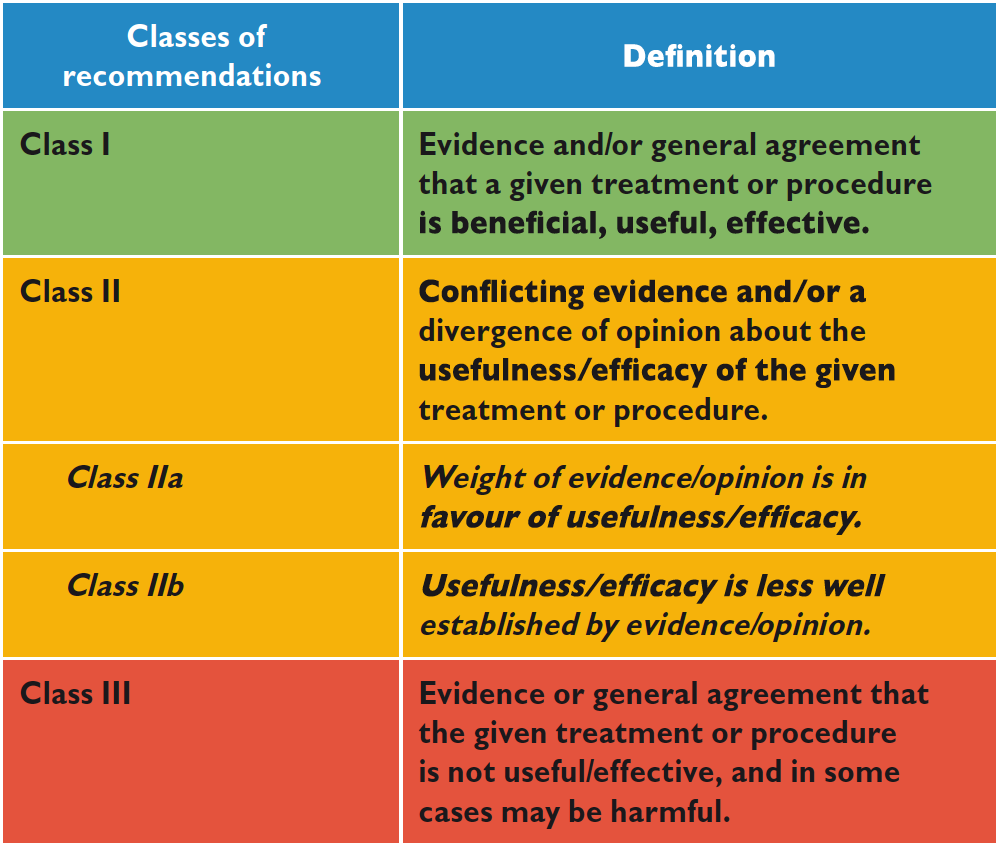 Classes of
recommendations
Definition
Class I
Evidence and/or general agreement
that a given treatment or procedure
is beneficial, useful, effective.
Class II
Conflicting evidence and/or a
divergence of opinion about the
usefulness/efficacy of the given
treatment or procedure.
Class IIa
Weight of evidence/opinion is in
favour of usefulness/efficacy.
Class IIb
Usefulness/efficacy is less well
established by evidence/opinion.
Class III
Evidence or general agreement that
the given treatment or procedure
is not useful/effective, and in some
cases may be harmful.